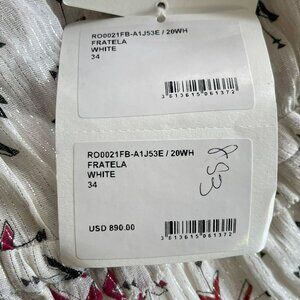 RO0021FB-A1J53E / 20WH
FRATELA
WHITE
34
3613615061372
RO0021FB-A1J53E / 20WH
FRATELA
WHITE
34
USD 890.00
3613615061372